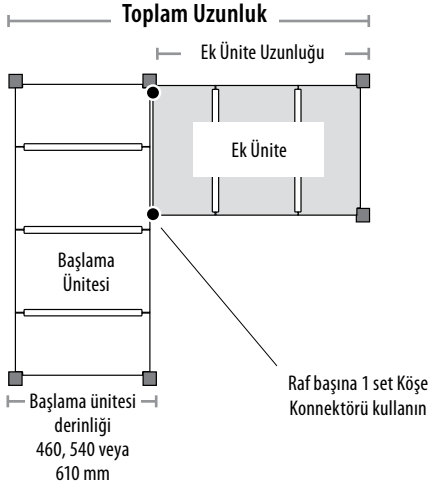 Toplam Uzunluk
Ek Ünite Uzunluğu
Ek Ünite
Başlama
Ünitesi
Raf başına 1 set Köşe
Konnektörü kullanın
Başlama ünitesi
derinliği
460, 540 veya
610 mm